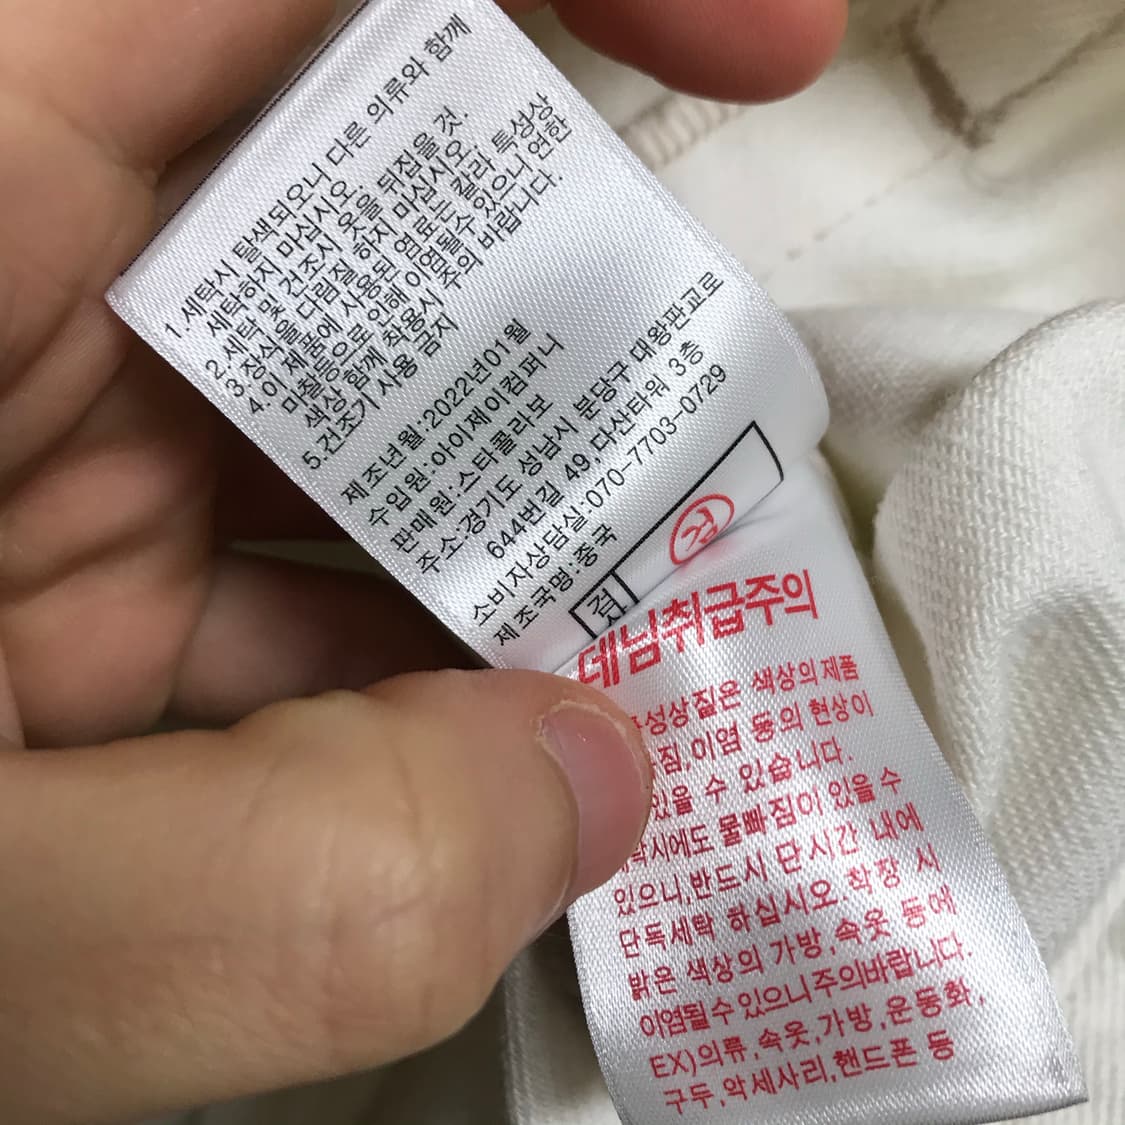 1.세탁시 탈색되오니 다른 의류와 함께
세탁하지 마십시오.
2.세탁 및 건조시 옷을 뒤집을 것.
3.장식을 다림질 하지 마십시오.
4.이 제품에 사용된 염료는 칼라 특성상
마찰등으로 인해 이염될수 있으니 연한
색상 함께 착용시 주의 바랍니다
5.건조기 사용 금지
제조년월:2022년01월
수입원:아이제이컴퍼니
판매원:스타콜라보
주소:경기도 성남시 분당구 대왕판교로
644번길 49,다산타워 3층
소비자상담실:070-7703-0729
제조국명:중국
검
데님취급주의
특성상 짙은 색상의 제품
이염 등의 현상이
있을 수 있습니다.
물빠짐이 있을 수
있으니,반드시 단시간 내에
단독세탁 하십시오 착장 시
밝은 색상의 가방,속옷 등에
이염될수 있으니 주의바랍니다.
EX)의류,속옷,가방,운동화,
구두,악세사리,핸드폰 등